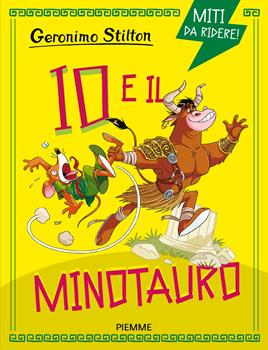 Geronimo Stilton
MITI
DA RIDERE!
IO E IL
MINOTAURO
PIEMME